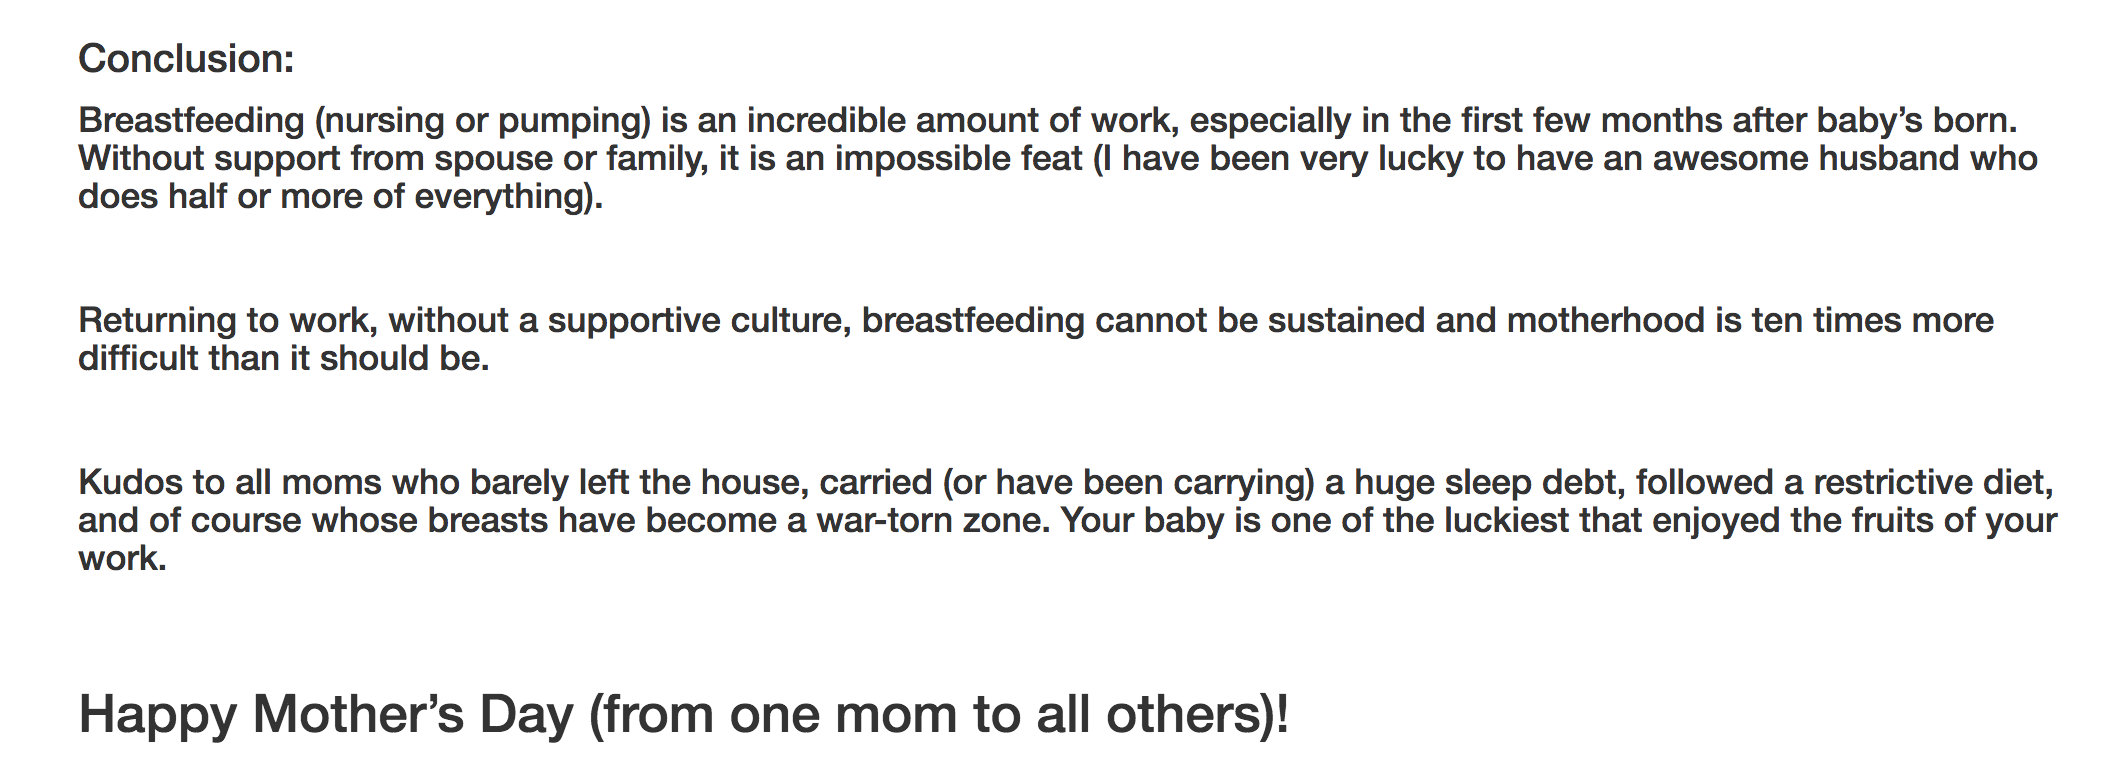 Conclusion:
Breastfeeding (nursing or pumping) is an incredible amount of work, especially in the first few months after baby’s born.
Without support from spouse or family, it is an impossible feat (I have been very lucky to have an awesome husband who
does half or more of everything).
Returning to work, without a supportive culture, breastfeeding cannot be sustained and motherhood is ten times more
difficult than it should be.
Kudos to all moms who barely left the house, carried (or have been carrying) a huge sleep debt, followed a restrictive diet,
and of course whose breasts have become a war-torn zone. Your baby is one of the luckiest that enjoyed the fruits of your
work.
Happy Mother’s Day (from one mom to all others)!